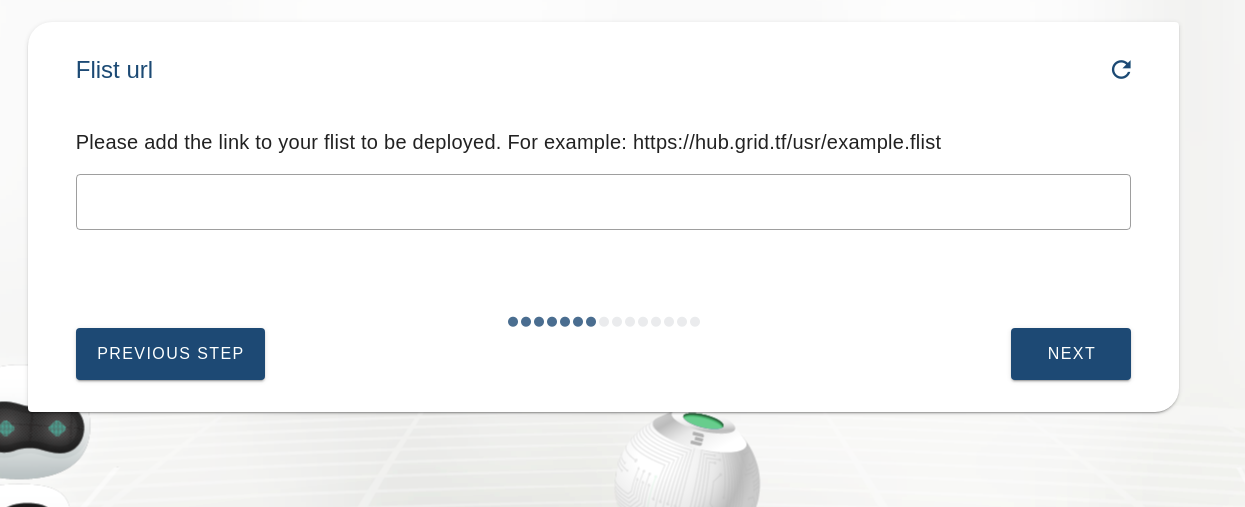 Flist url
Please add the link to your flist to be deployed. For example: https://hub.grid.tf/usr/example.flist
PREVIOUS STEP
NEXT